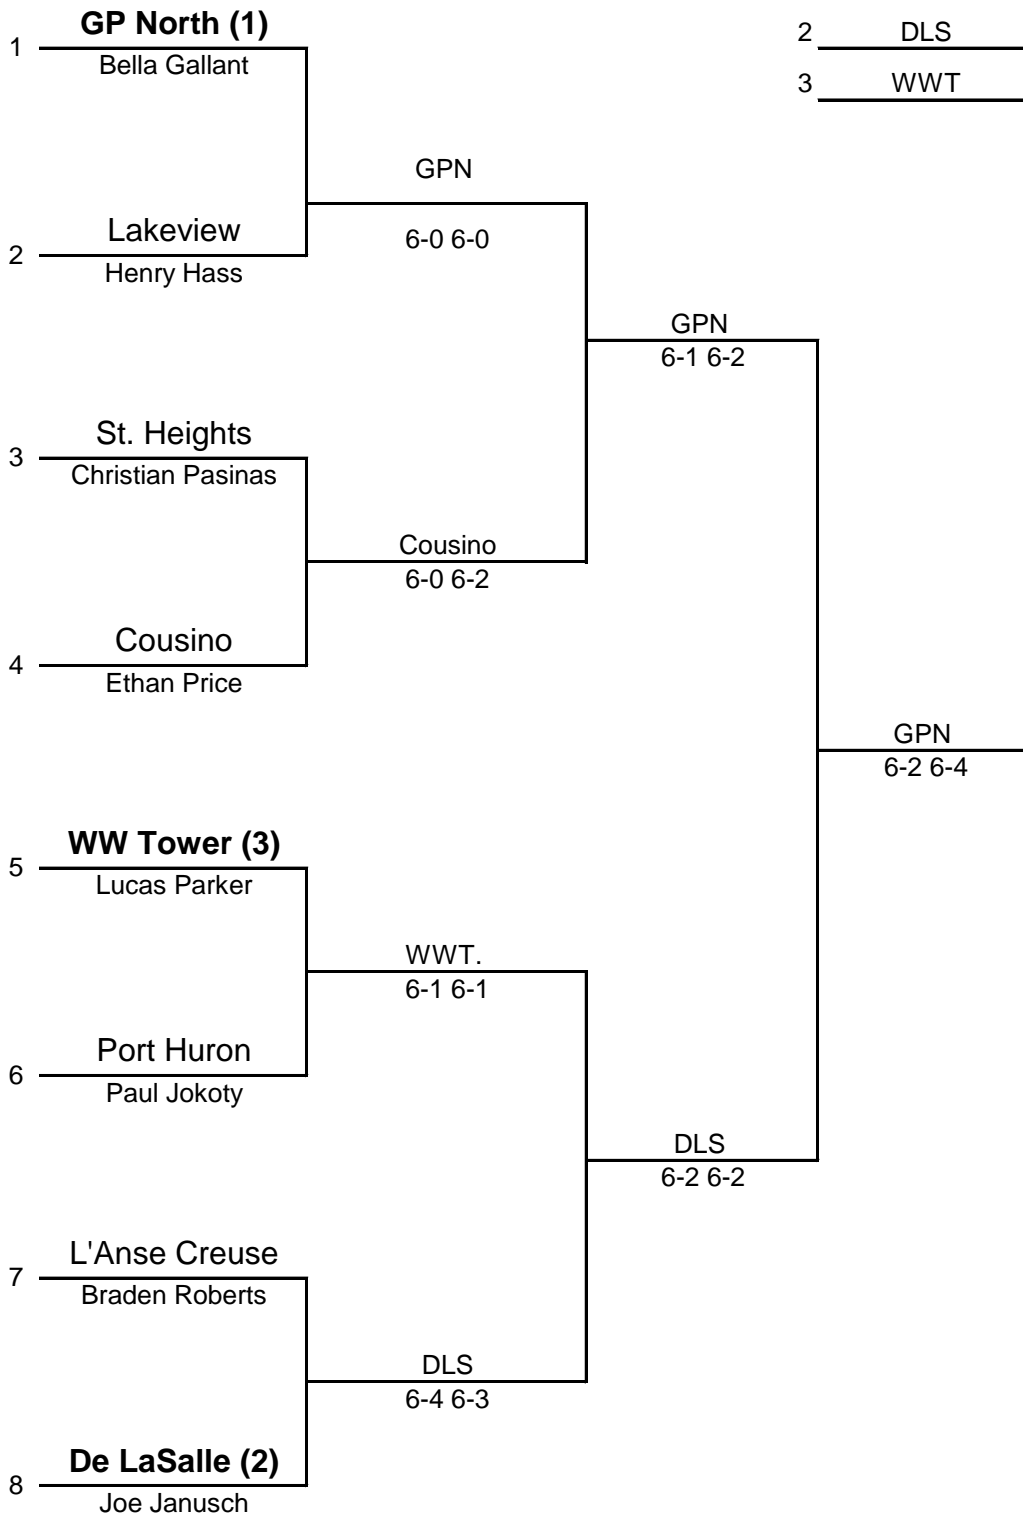 GP North (1)
1
Bella Gallant
2 DLS
3 WWT
GPN
6-0 6-0
Lakeview
2
Henry Hass
GPN
6-1 6-2
St. Heights
3
Christian Pasinas
Cousino
6-0 6-2
Cousino
4
Ethan Price
GPN
6-2 6-4
WW Tower (3)
5
Lucas Parker
WWT.
6-1 6-1
Port Huron
6
Paul Jokoty
DLS
6-2 6-2
L'Anse Creuse
7
Braden Roberts
DLS
6-4 6-3
De LaSalle (2)
8
Joe Janusch